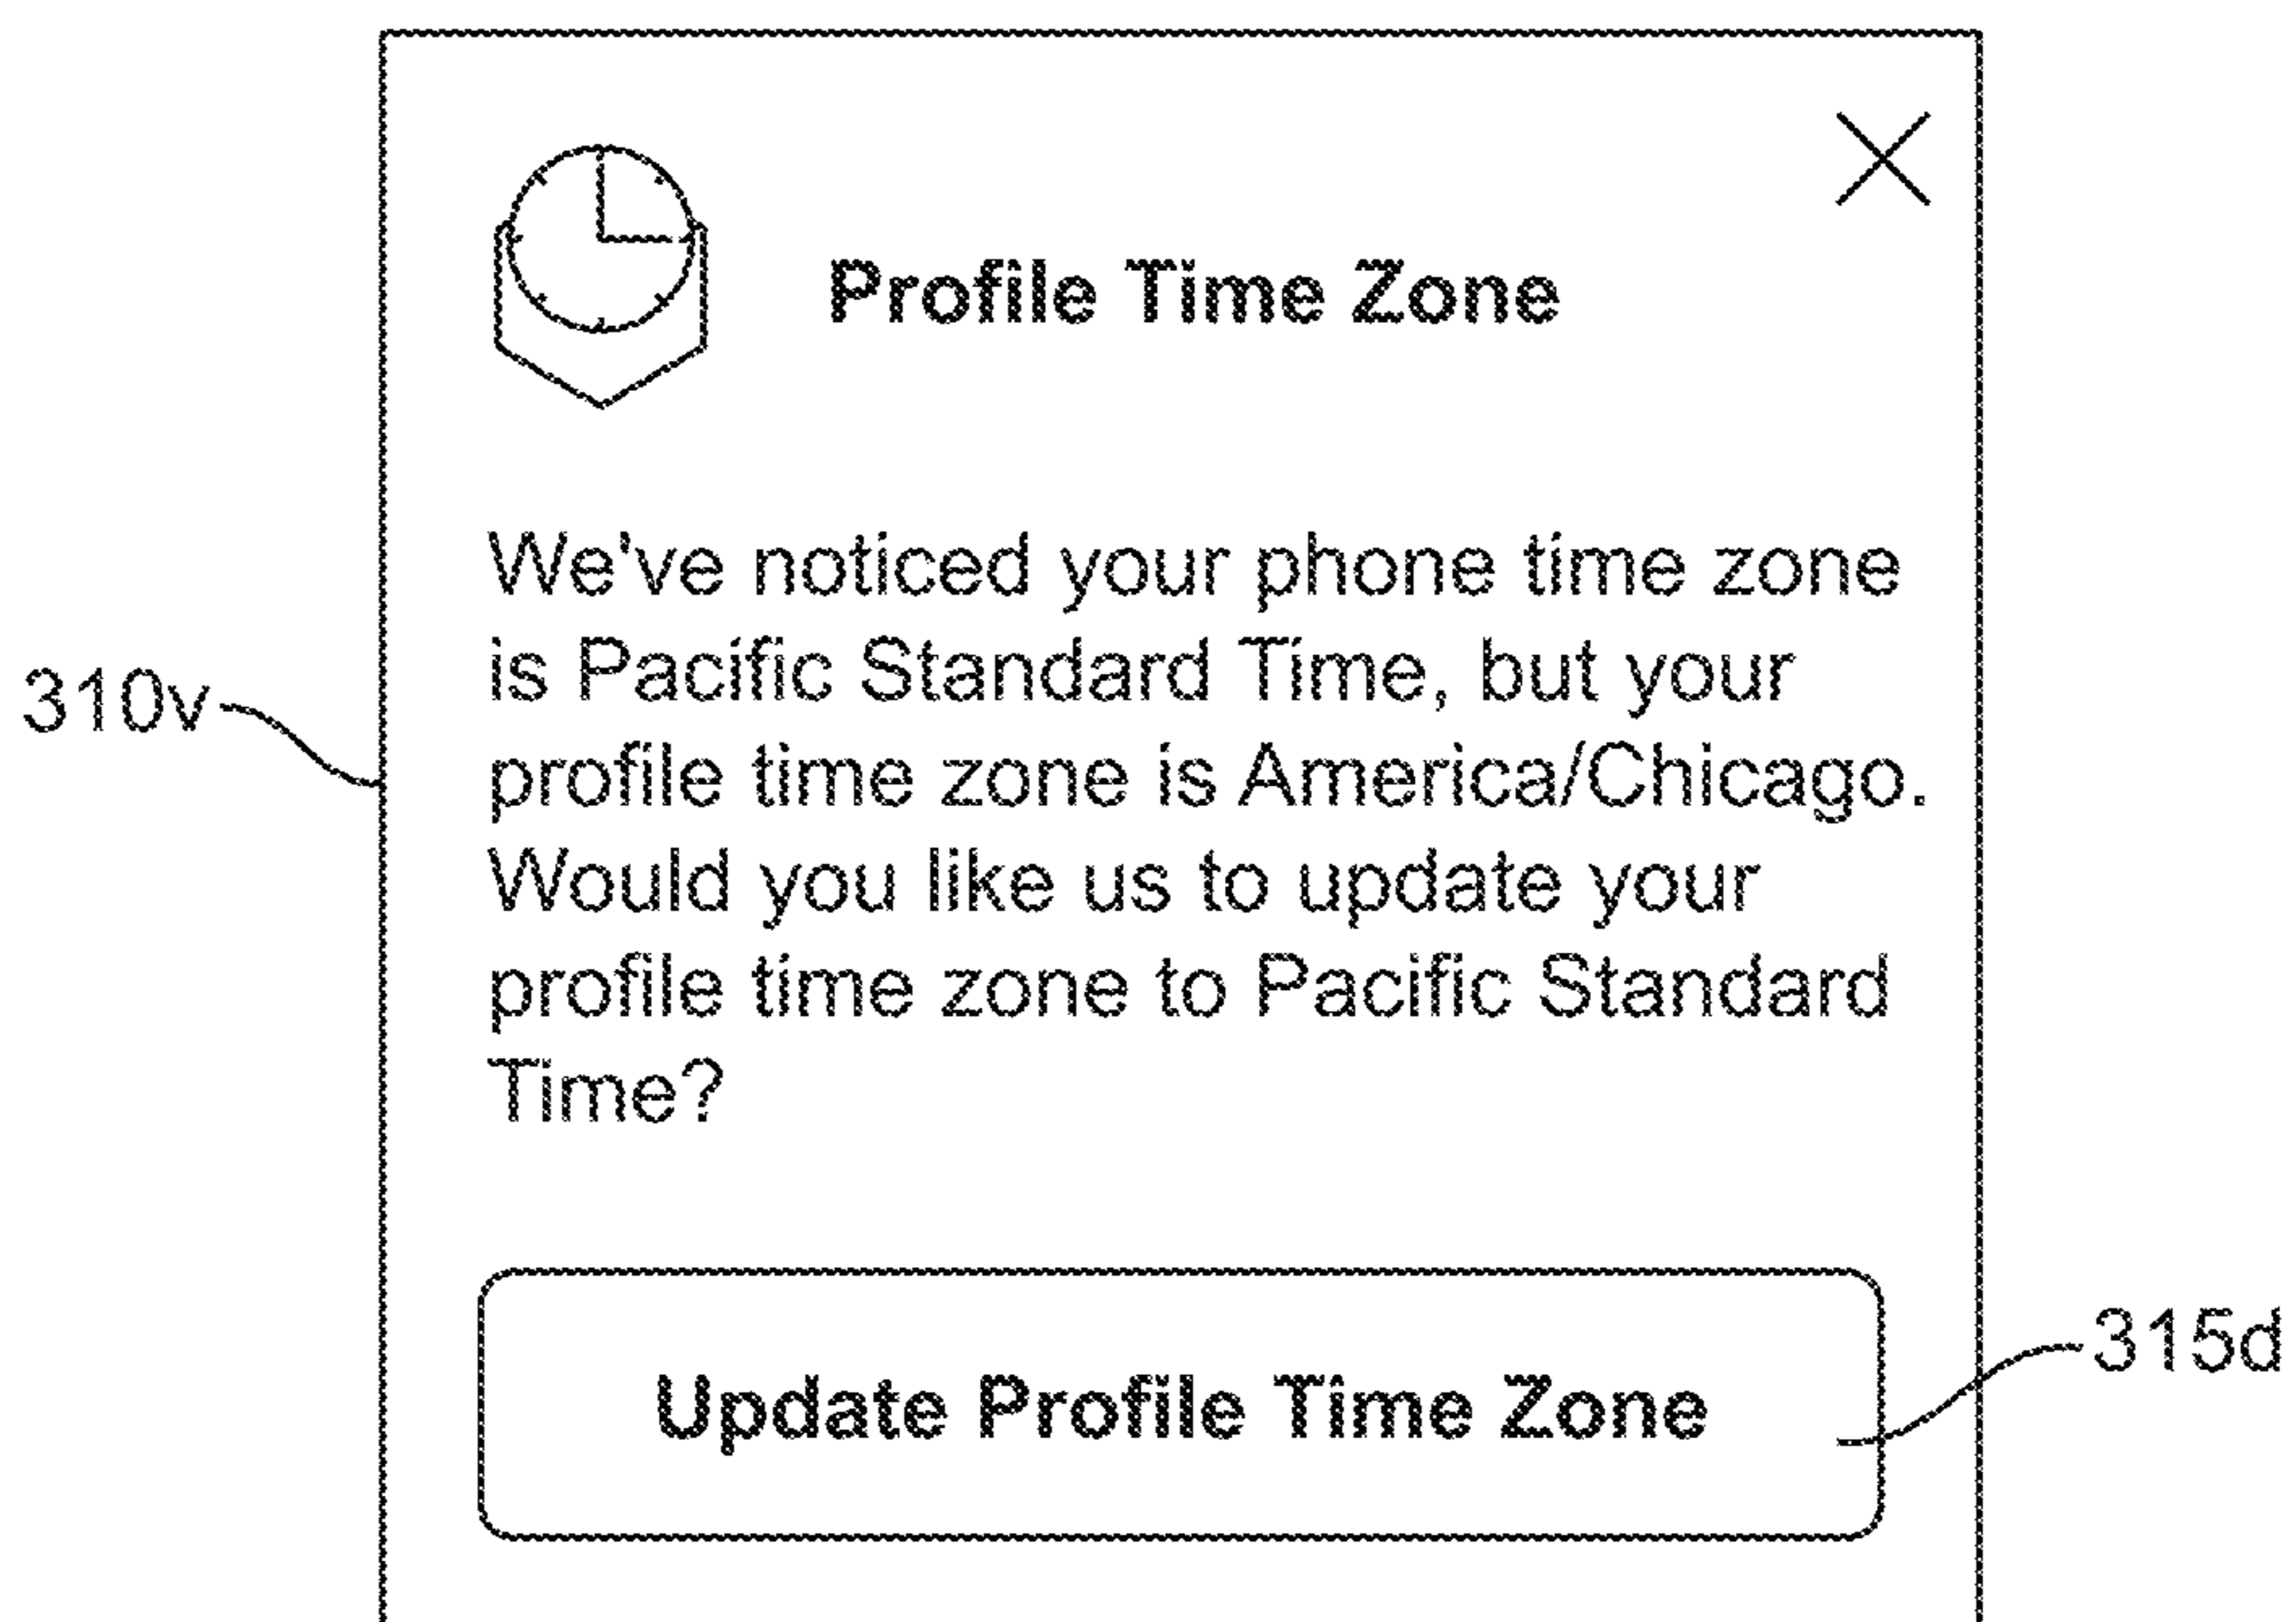 Profile Time Zone
We've noticed your phone time zone
is Pacific Standard Time, but your
profile time zone is America/Chicago.
Would you like us to update your
profile time zone to Pacific Standard
Time?
310v
Update Profile Time Zone
315d